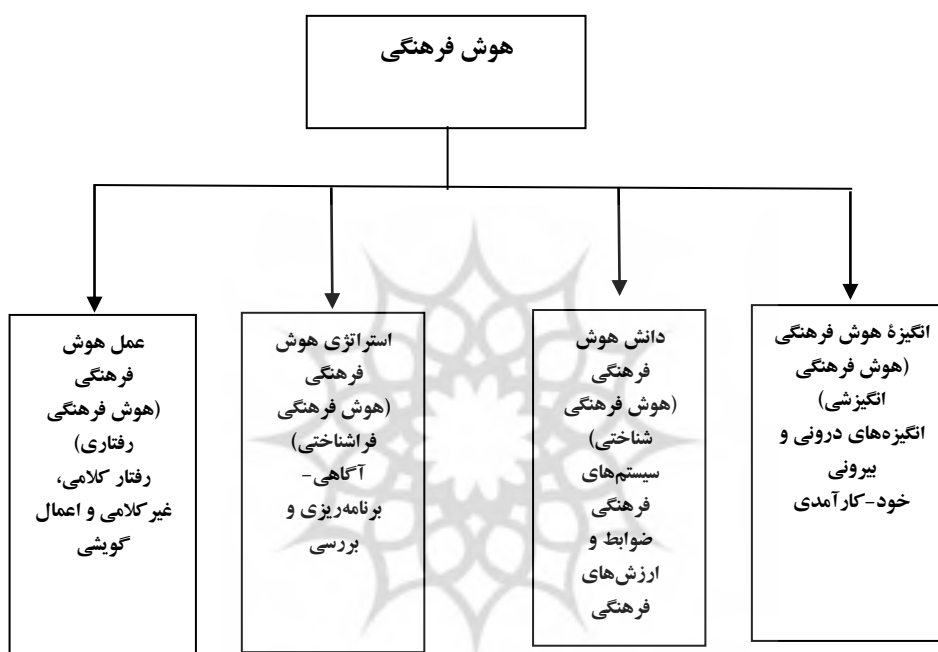 هوش فرهنگی
انگیزۀ هوش فرهنگی
(هوش فرهنگی
انگیزشی)
انگیزه‌های درونی و
بیرونی
خود-کارآمدی
دانش هوش
فرهنگی
(هوش فرهنگی
شناختی)
سیستم‌های
فرهنگی
ضوابط و
ارزش‌های
فرهنگی
استراتژی هوش
فرهنگی
(هوش فرهنگی
فراشناختی)
آگاهی-
برنامه‌ریزی و
بررسی
عمل هوش
فرهنگی
(هوش فرهنگی
رفتاری)
رفتار کلامی،
غیرکلامی و اعمال
گویشی